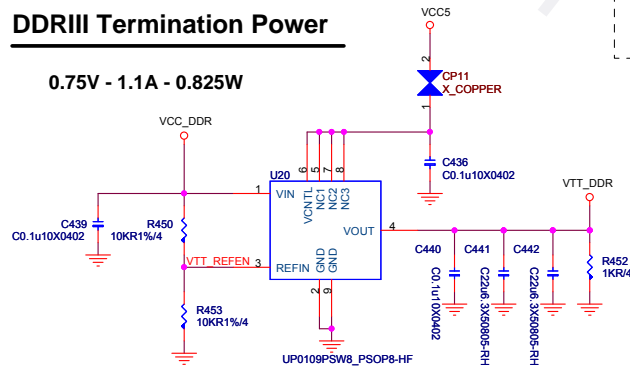 DDRIII Termination Power
0.75V - 1.1A - 0.825W
VCC5
2
CP11
X_COPPER
1
VCC_DDR
6
5
7
8
C436
C0.1u10X0402
U20
1
VIN
VCNTL
NC1
NC2
NC3
VTT_DDR
C439
C0.1u10X0402
R450
10KR1%/4
VOUT
4
C440
C0.1u10X0402
C441
C22u6.3X50805-RH
C442
C22u6.3X50805-RH
R452
1KR/4
VTT_REFEN
3
REFIN
GND
GND
2
9
R453
10KR1%/4
UP0109PSW8_PSOP8-HF